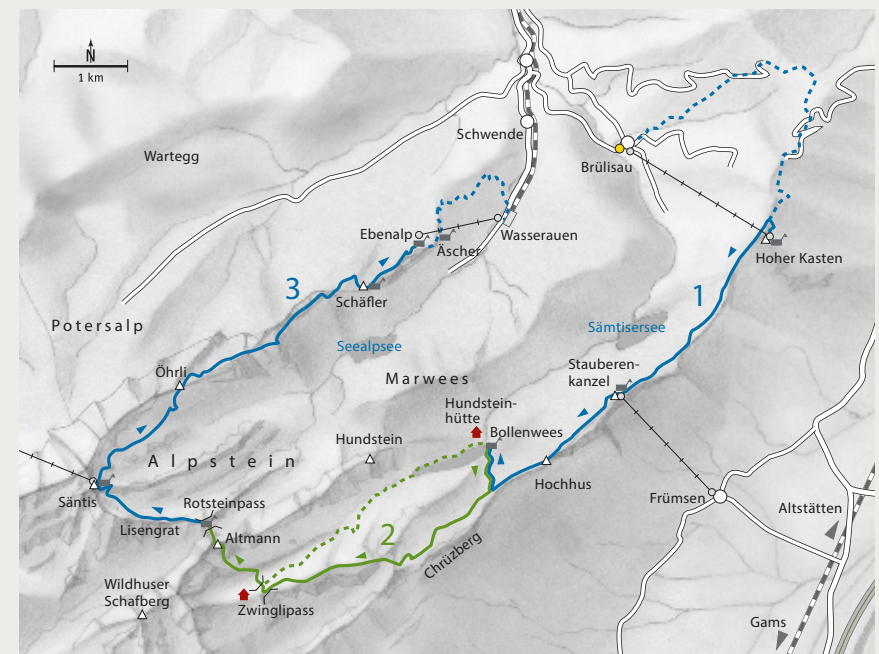 N
1 km
Schwende
Wartegg
Brülisau
Ebenalp
Äscher
Wasserauen
Hoher Kasten
3
Schäfler
1
Potersalp
Sämtisersee
Seealpsee
Stauberen-
kanzel
Öhrli
Marwees
Hundstein-
hütte
Hundstein
Bollenwees
Alpstein
Hochhus
Säntis
Rotsteinpass
Frümsen
Altstätten
Lisengrat
Altmann
2
Chrüzberg
Wildhuser
Schafberg
Zwinglipass
Gams